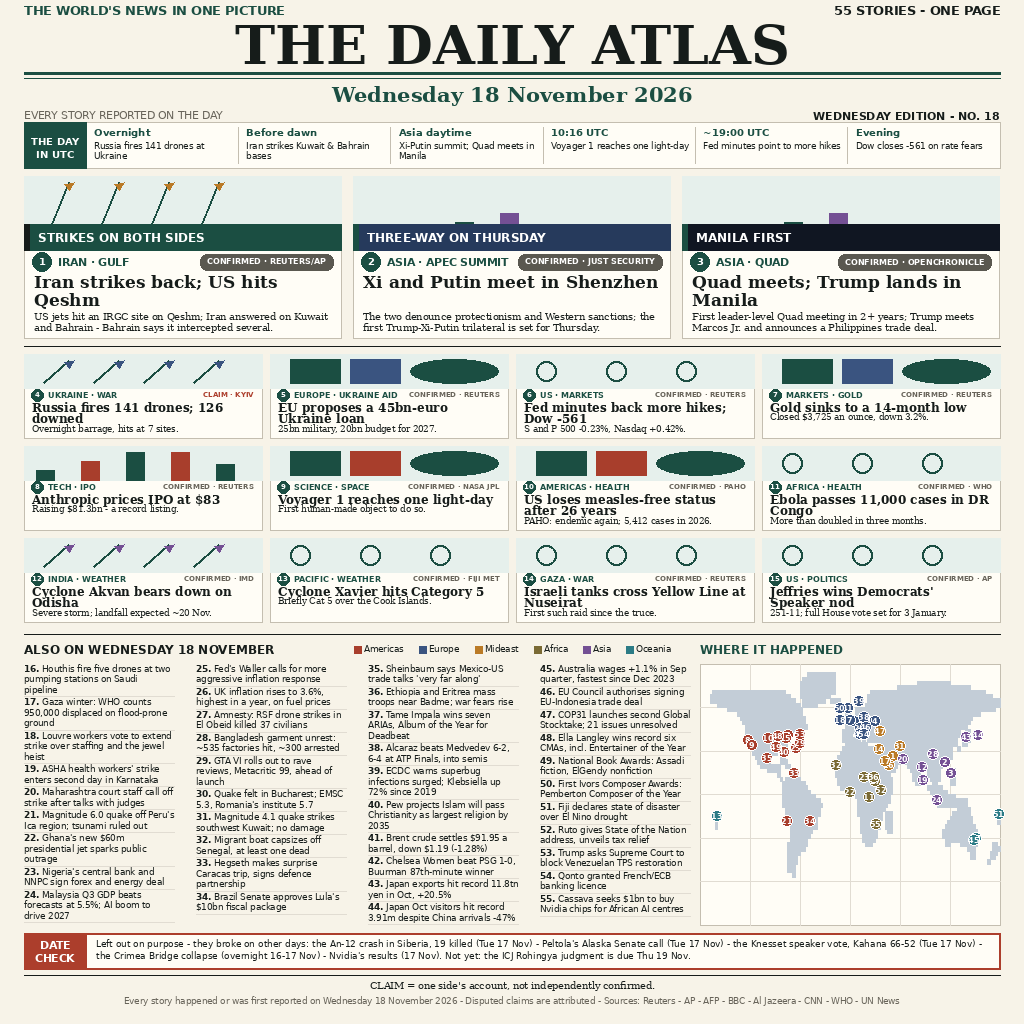 THE WORLD'S NEWS IN ONE PICTURE
55 STORIES - ONE PAGE
THE DAILY ATLAS
Wednesday 18 November 2026
EVERY STORY REPORTED ON THE DAY
WEDNESDAY EDITION - NO. 18
THE DAY
IN UTC
Overnight
Russia fires 141 drones at
Ukraine
Before dawn
Iran strikes Kuwait & Bahrain
bases
Asia daytime
Xi-Putin summit; Quad meets in
Manila
10:16 UTC
Voyager 1 reaches one light-day
~19:00 UTC
Fed minutes point to more hikes
Evening
Dow closes -561 on rate fears
STRIKES ON BOTH SIDES
1 IRAN · GULF
CONFIRMED · REUTERS/AP
Iran strikes back; US hits
Qeshm
US jets hit an IRGC site on Qeshm; Iran answered on Kuwait
and Bahrain - Bahrain says it intercepted several.
THREE-WAY ON THURSDAY
2 ASIA · APEC SUMMIT
CONFIRMED · JUST SECURITY
Xi and Putin meet in Shenzhen
The two denounce protectionism and Western sanctions; the
first Trump-Xi-Putin trilateral is set for Thursday.
MANILA FIRST
3 ASIA · QUAD
CONFIRMED · OPENCHRONICLE
Quad meets; Trump lands in
Manila
First leader-level Quad meeting in 2+ years; Trump meets
Marcos Jr. and announces a Philippines trade deal.
4 UKRAINE · WAR
CLAIM · KYIV
Russia fires 141 drones; 126
downed
Overnight barrage, hits at 7 sites.
5 EUROPE · UKRAINE AID
CONFIRMED · REUTERS
EU proposes a 45bn-euro
Ukraine loan
25bn military, 20bn budget for 2027.
6 US · MARKETS
CONFIRMED · REUTERS
Fed minutes back more hikes;
Dow -561
S and P 500 -0.23%, Nasdaq +0.42%.
7 MARKETS · GOLD
CONFIRMED · REUTERS
Gold sinks to a 14-month low
Closed $3,725 an ounce, down 3.2%.
8 TECH · IPO
CONFIRMED · REUTERS
Anthropic prices IPO at $83
Raising $81.3bn - a record listing.
9 SCIENCE · SPACE
CONFIRMED · NASA JPL
Voyager 1 reaches one light-day
First human-made object to do so.
10 AMERICAS · HEALTH
CONFIRMED · PAHO
US loses measles-free status
after 26 years
PAHO: endemic again; 5,412 cases in 2026.
11 AFRICA · HEALTH
CONFIRMED · WHO
Ebola passes 11,000 cases in DR
Congo
More than doubled in three months.
12 INDIA · WEATHER
CONFIRMED · IMD
Cyclone Akvan bears down on
Odisha
Severe storm; landfall expected ~20 Nov.
13 PACIFIC · WEATHER
CONFIRMED · FIJI MET
Cyclone Xavier hits Category 5
Briefly Cat 5 over the Cook Islands.
14 GAZA · WAR
CONFIRMED · REUTERS
Israeli tanks cross Yellow Line at
Nuseirat
First such raid since the truce.
15 US · POLITICS
CONFIRMED · AP
Jeffries wins Democrats'
Speaker nod
251-11; full House vote set for 3 January.
ALSO ON WEDNESDAY 18 NOVEMBER
Americas
Europe
Mideast
Africa
Asia
Oceania
16. Houthis fire five drones at two
pumping stations on Saudi
pipeline
17. Gaza winter: WHO counts
950,000 displaced on flood-prone
ground
18. Louvre workers vote to extend
strike over staffing and the jewel
heist
19. ASHA health workers' strike
enters second day in Karnataka
20. Maharashtra court staff call off
strike after talks with judges
21. Magnitude 6.0 quake off Peru's
Ica region; tsunami ruled out
22. Ghana's new $60m
presidential jet sparks public
outrage
23. Nigeria's central bank and
NNPC sign forex and energy deal
24. Malaysia Q3 GDP beats
forecasts at 5.5%; AI boom to
drive 2027
25. Fed's Waller calls for more
aggressive inflation response
26. UK inflation rises to 3.6%,
highest in a year, on fuel prices
27. Amnesty: RSF drone strikes in
El Obeid killed 37 civilians
28. Bangladesh garment unrest:
~535 factories hit, ~300 arrested
29. GTA VI rolls out to rave
reviews, Metacritic 99, ahead of
launch
30. Quake felt in Bucharest; EMSC
5.3, Romania's institute 5.7
31. Magnitude 4.1 quake strikes
southwest Kuwait; no damage
32. Migrant boat capsizes off
Senegal, at least one dead
33. Hegseth makes surprise
Caracas trip, signs defence
partnership
34. Brazil Senate approves Lula's
$10bn fiscal package
35. Sheinbaum says Mexico-US
trade talks 'very far along'
36. Ethiopia and Eritrea mass
troops near Badme; war fears rise
37. Tame Impala wins seven
ARIAs, Album of the Year for
Deadbeat
38. Alcaraz beats Medvedev 6-2,
6-4 at ATP Finals, into semis
39. ECDC warns superbug
infections surged; Klebsiella up
72% since 2019
40. Pew projects Islam will pass
Christianity as largest religion by
2035
41. Brent crude settles $91.95 a
barrel, down $1.19 (-1.28%)
42. Chelsea Women beat PSG 1-0,
Buurman 87th-minute winner
43. Japan exports hit record 11.8trn
yen in Oct, +20.5%
44. Japan Oct visitors hit record
3.91m despite China arrivals -47%
45. Australia wages +1.1% in Sep
quarter, fastest since Dec 2023
46. EU Council authorises signing
EU-Indonesia trade deal
47. COP31 launches second Global
Stocktake; 21 issues unresolved
48. Ella Langley wins record six
CMAs, incl. Entertainer of the Year
49. National Book Awards: Assadi
fiction, ElGendy nonfiction
50. First Ivors Composer Awards:
Pemberton Composer of the Year
51. Fiji declares state of disaster
over El Nino drought
52. Ruto gives State of the Nation
address, unveils tax relief
53. Trump asks Supreme Court to
block Venezuelan TPS restoration
54. Qonto granted French/ECB
banking licence
55. Cassava seeks $1bn to buy
Nvidia chips for African AI centres
WHERE IT HAPPENED
DATE
CHECK
Left out on purpose - they broke on other days: the An-12 crash in Siberia, 19 killed (Tue 17 Nov) - Peltola's Alaska Senate call (Tue 17 Nov) - the Knesset speaker vote, Kahana 66-52 (Tue 17 Nov) -
the Crimea Bridge collapse (overnight 16-17 Nov) - Nvidia's results (17 Nov). Not yet: the ICJ Rohingya judgment is due Thu 19 Nov.
CLAIM = one side's account, not independently confirmed.
Every story happened or was first reported on Wednesday 18 November 2026 - Disputed claims are attributed - Sources: Reuters - AP - AFP - BBC - Al Jazeera - CNN - WHO - UN News